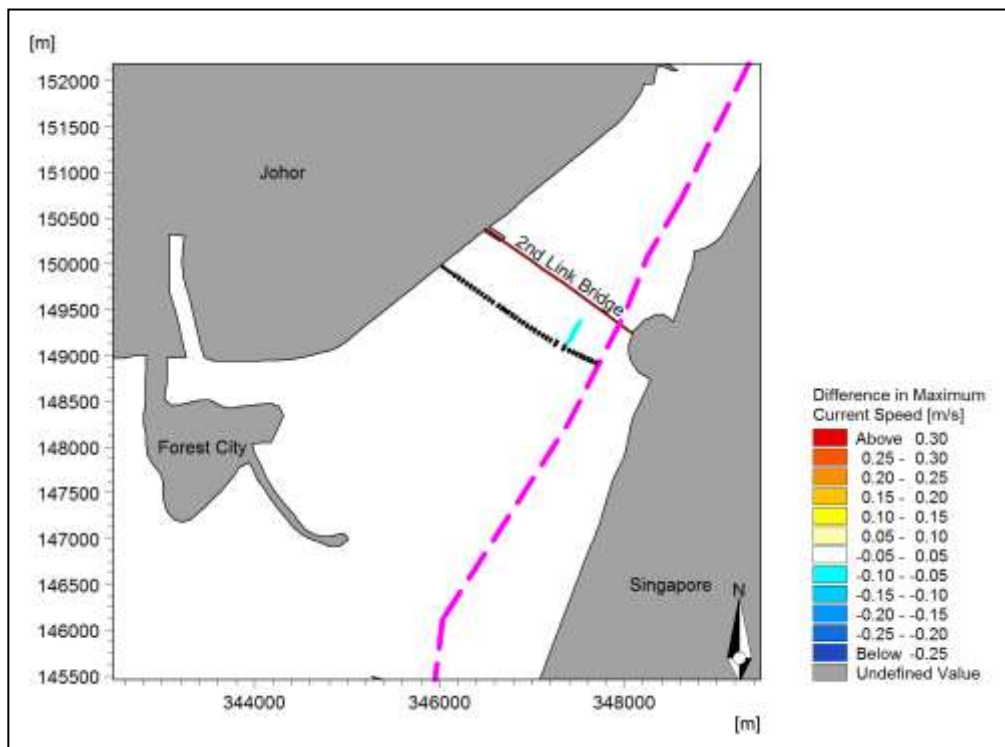 [m]
152000
151500
151000
150500
150000
149500
149000
148500
148000
147500
147000
146500
146000
145500
Johor
2nd Link Bridge
Forest City
Singapore
N
344000 346000 348000
[m]
Difference in Maximum
Current Speed [m/s]
Above 0.30
0.25 - 0.30
0.20 - 0.25
0.15 - 0.20
0.10 - 0.15
0.05 - 0.10
-0.05 - 0.05
-0.10 - -0.05
-0.15 - -0.10
-0.20 - -0.15
-0.25 - -0.20
Below -0.25
Undefined Value